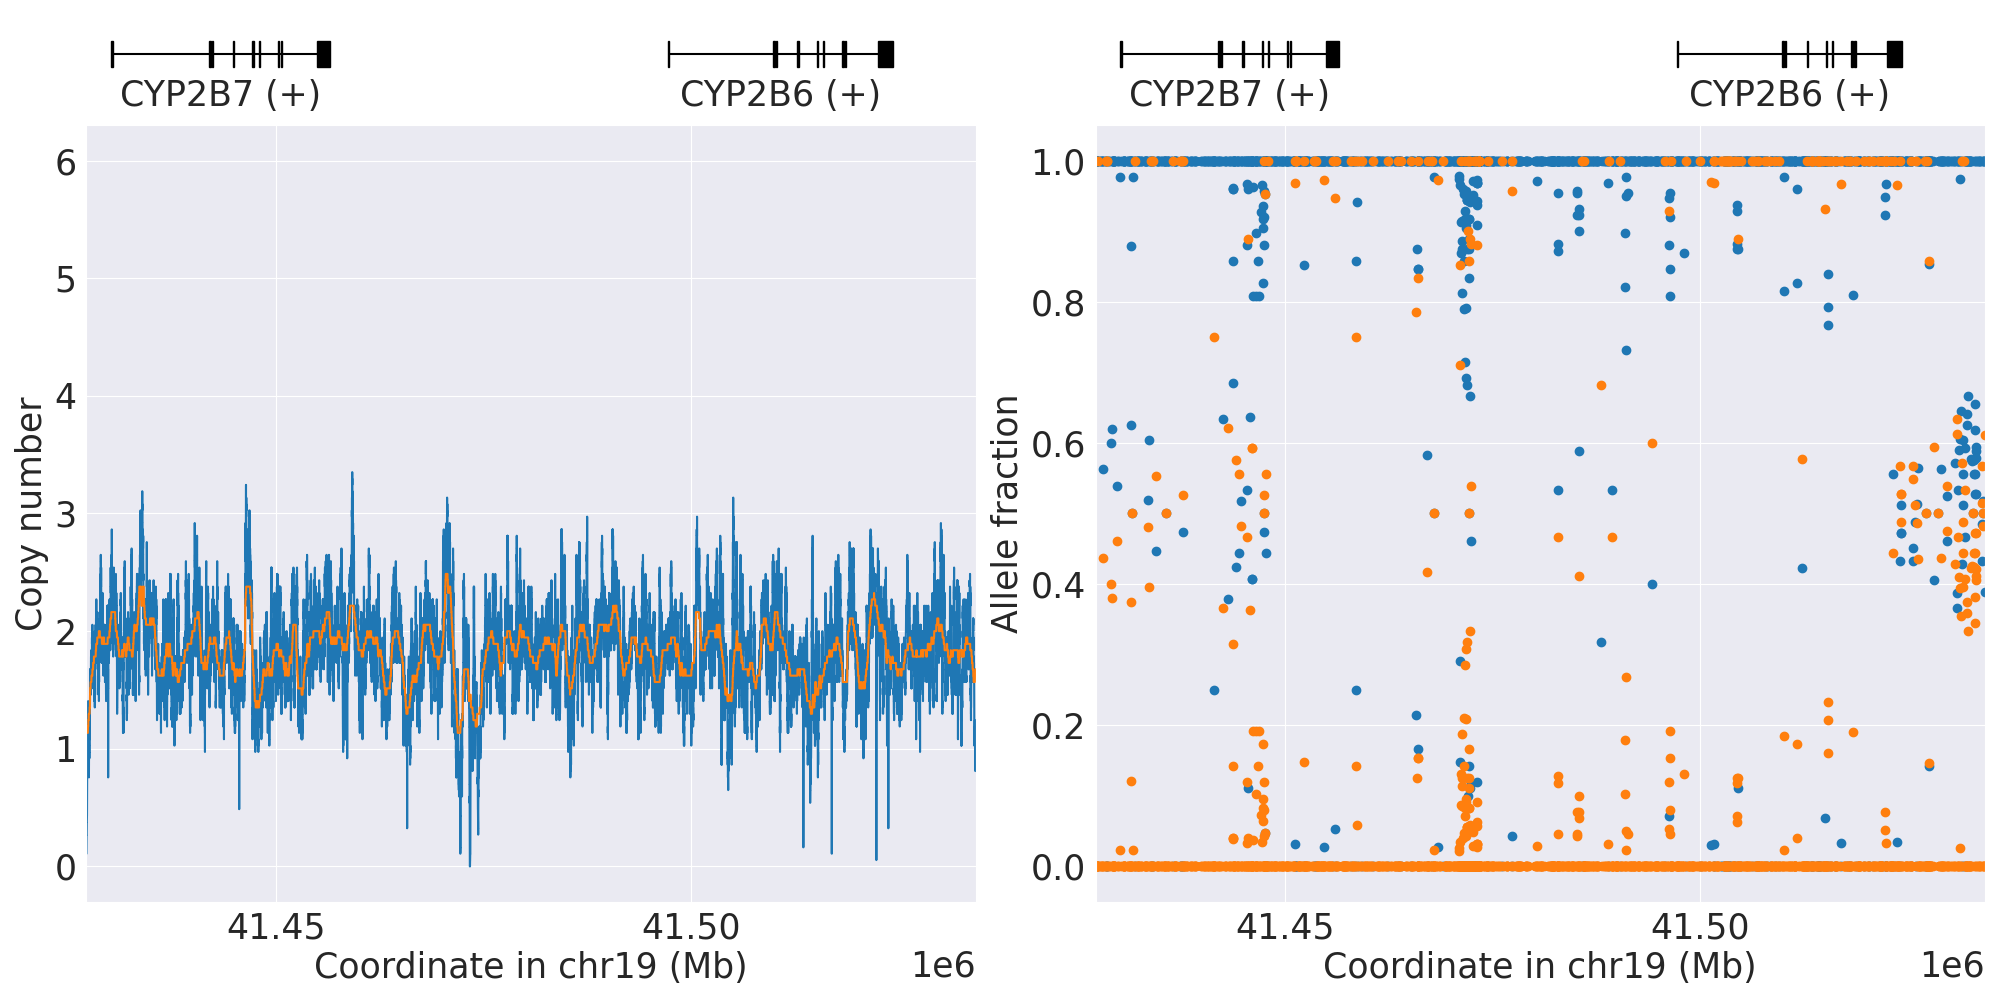 CYP2B7 (+)
CYP2B6 (+)
6
5
4
3
2
1
0
Copy number
41.45
41.50
Coordinate in chr19 (Mb)
1e6
CYP2B7 (+)
CYP2B6 (+)
1.0
0.8
0.6
0.4
0.2
0.0
Allele fraction
41.45
41.50
Coordinate in chr19 (Mb)
1e6